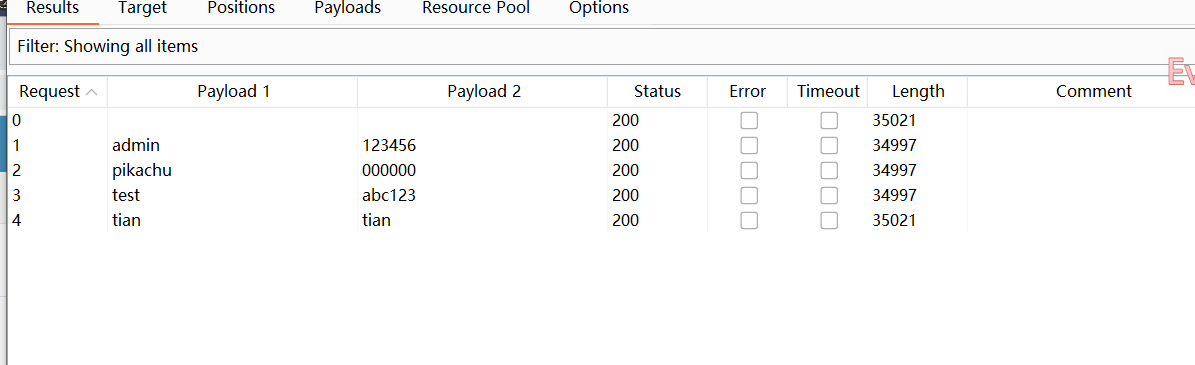 Results Target Positions Payloads Resource Pool Options
Filter: Showing all items
Request Payload 1 Payload 2 Status Error Timeout Length Comment
0 200 35021
1 admin 123456 200 34997
2 pikachu 000000 200 34997
3 test abc123 200 34997
4 tian tian 200 35021